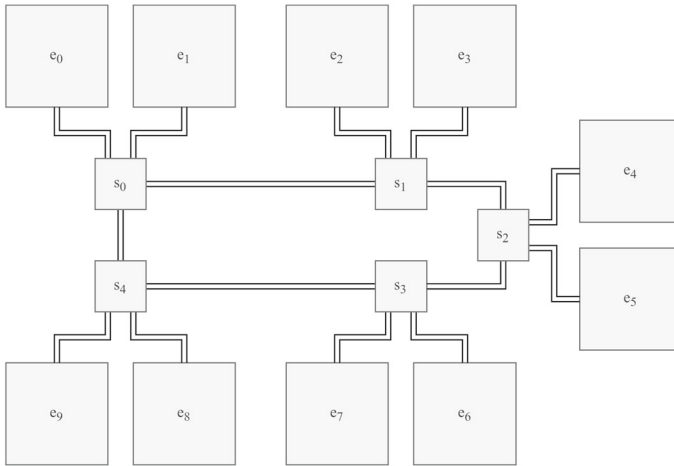 e₀ e₁ e₂ e₃
e₄
s₀ s₁
s₂
s₄ s₃
e₅
e₉ e₈ e₇ e₆